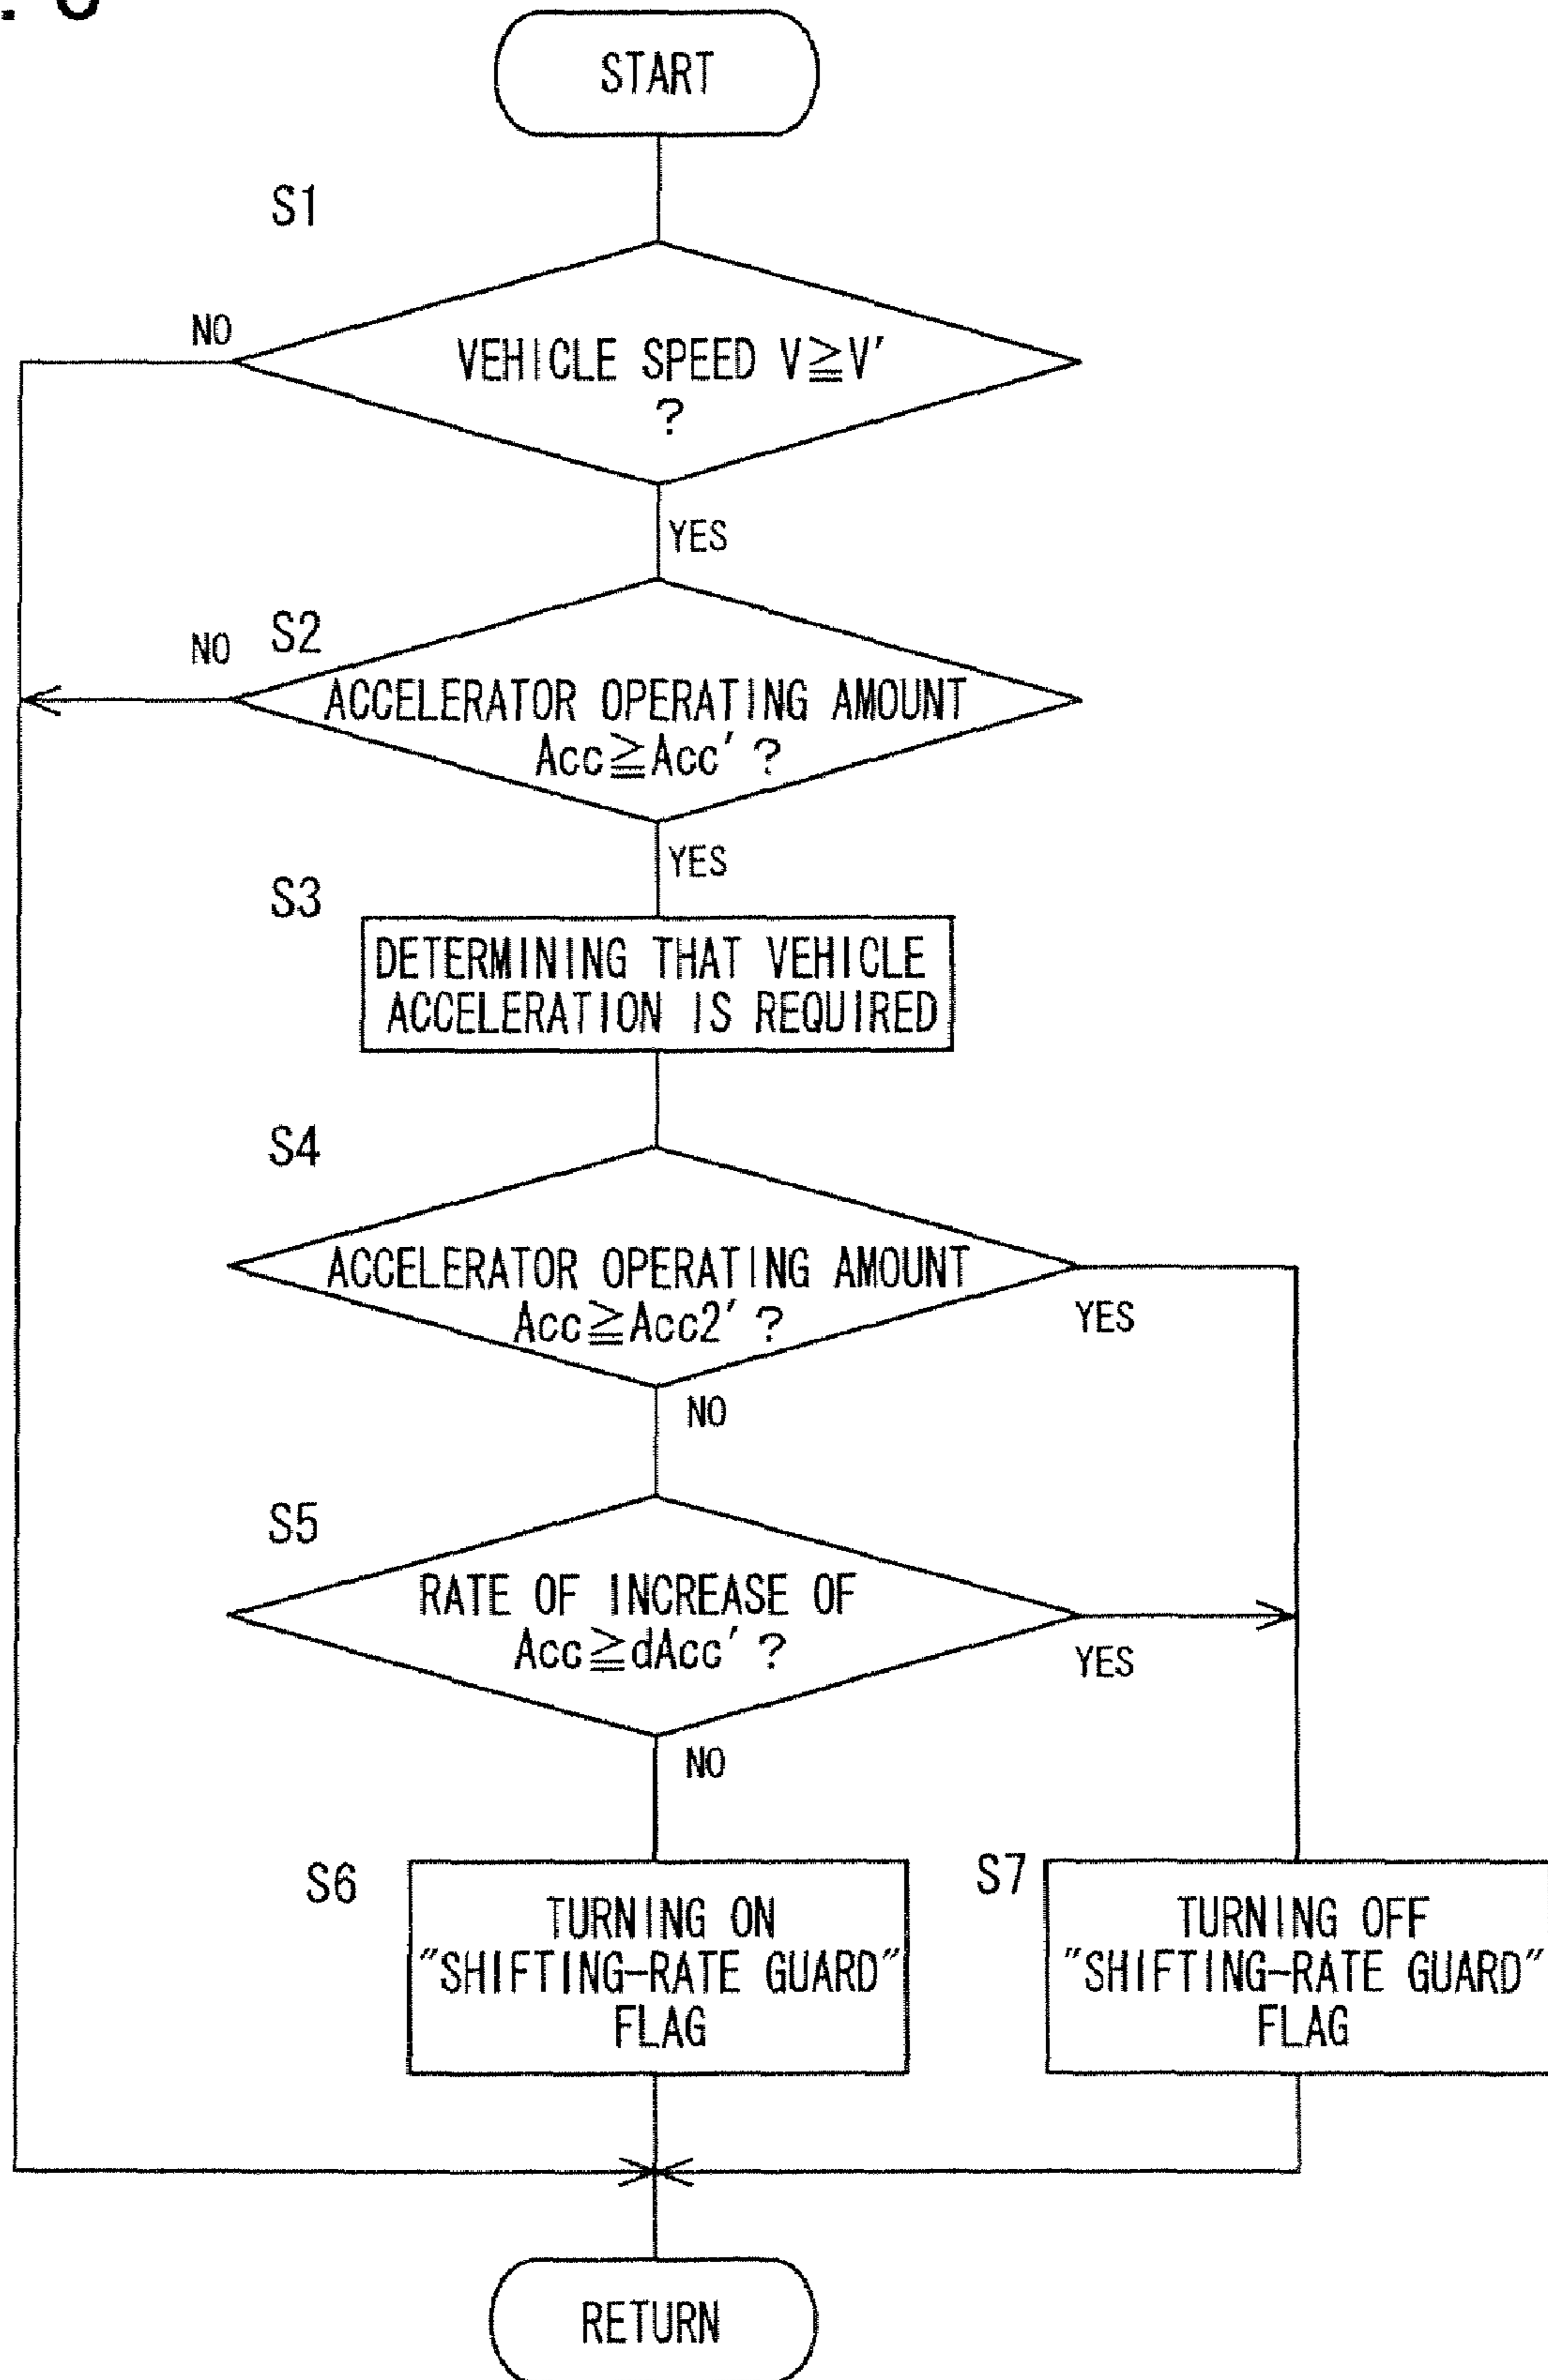 START
S1
NO
VEHICLE SPEED V≧V'
?
YES
S2
NO
ACCELERATOR OPERATING AMOUNT
Acc≧Acc' ?
YES
S3
DETERMINING THAT VEHICLE
ACCELERATION IS REQUIRED
S4
ACCELERATOR OPERATING AMOUNT
Acc≧Acc2' ?
YES
NO
S5
RATE OF INCREASE OF
Acc≧dAcc' ?
YES
NO
S6
TURNING ON
"SHIFTING-RATE GUARD"
FLAG
S7
TURNING OFF
"SHIFTING-RATE GUARD"
FLAG
RETURN